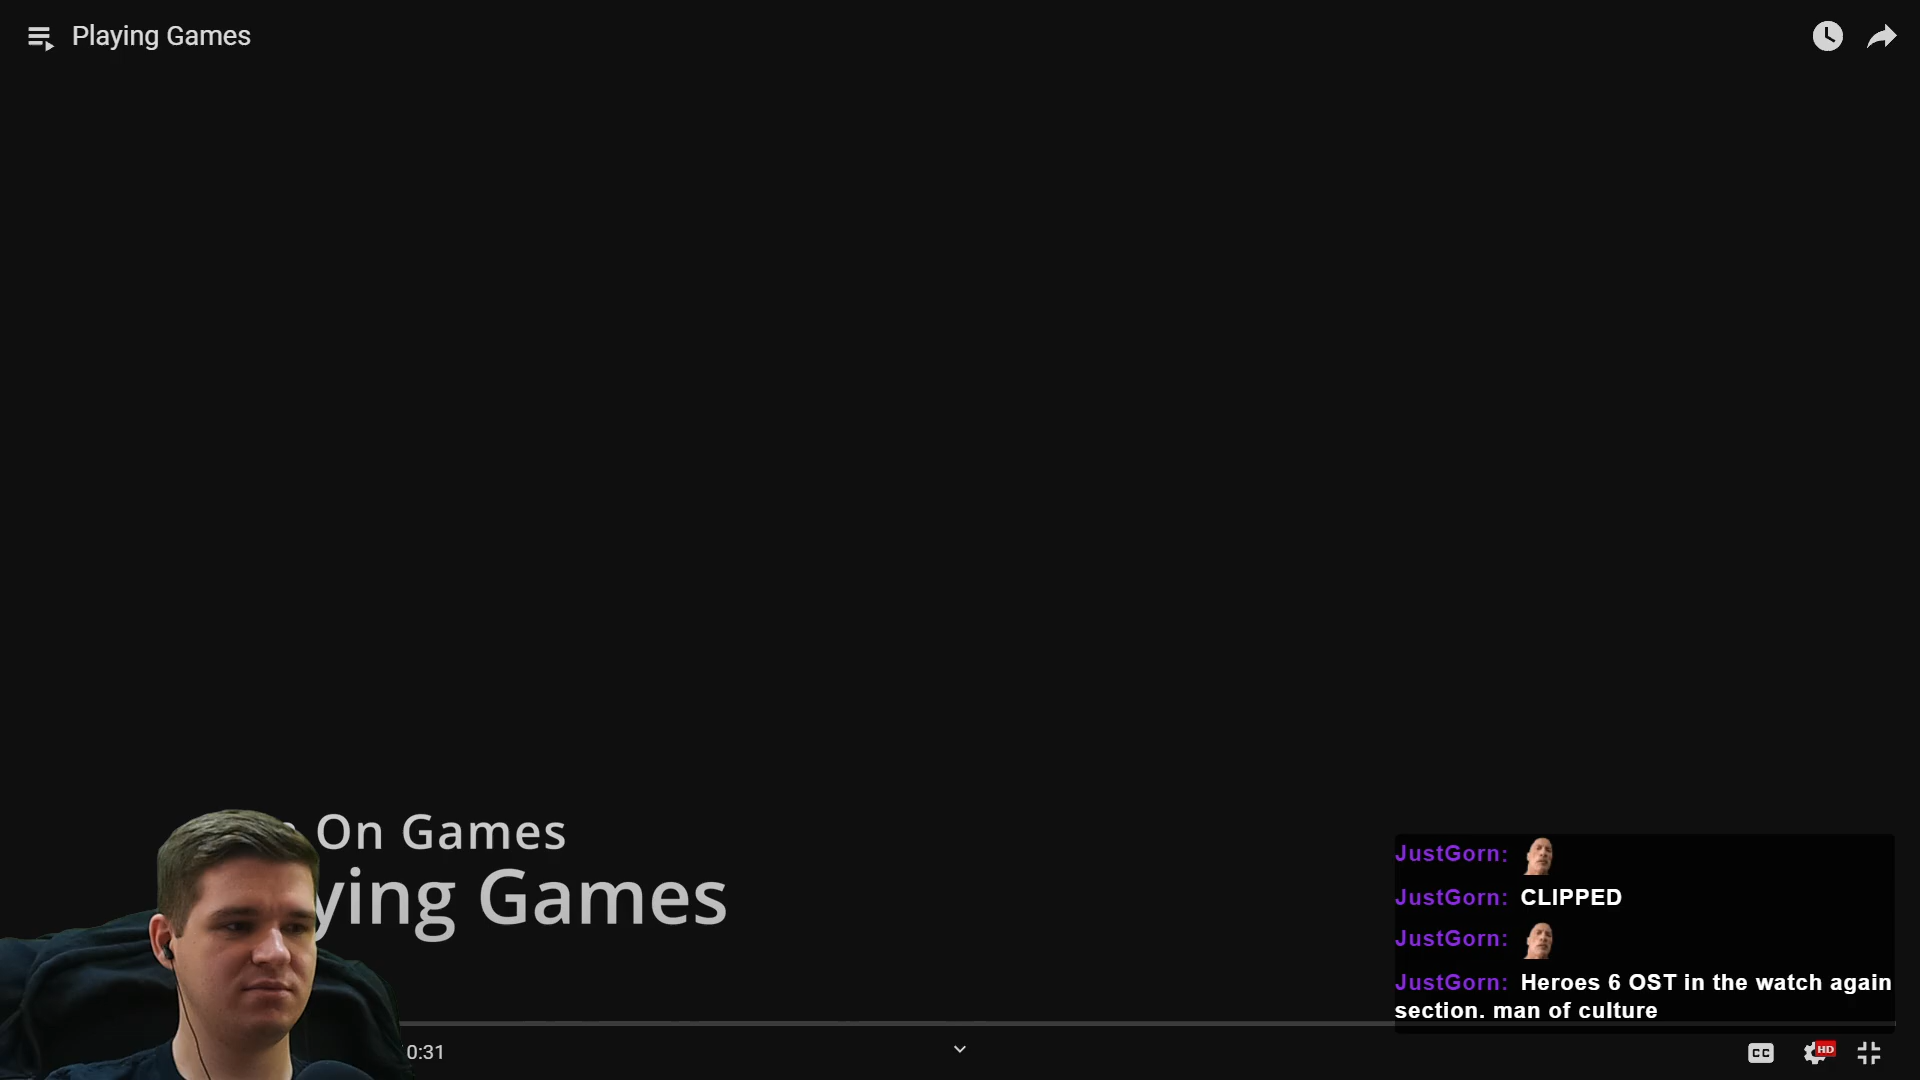 Playing Games
On Games
ying Games
JustGorn:
JustGorn: CLIPPED
JustGorn:
JustGorn: Heroes 6 OST in the watch again
section. man of culture
0:31
CC
HD